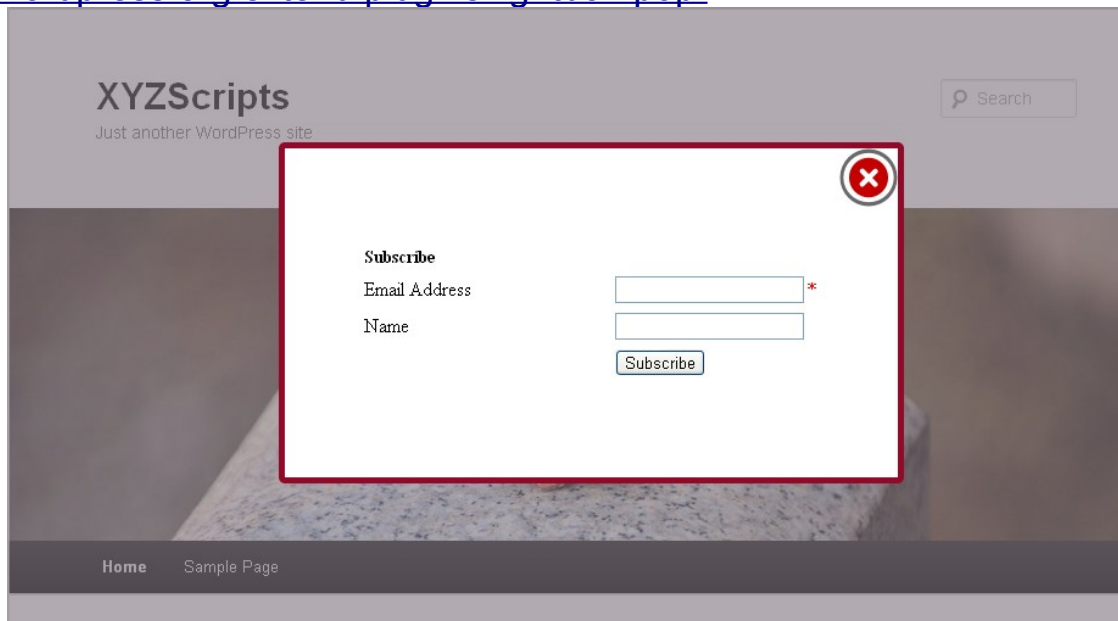 XYZScripts
Search
Just another WordPress site
Subscribe
Email Address *
Name
Subscribe
Home Sample Page